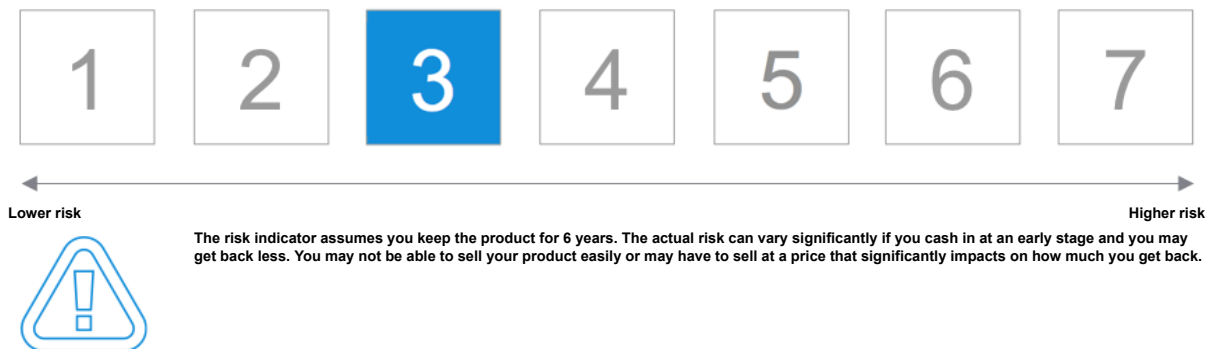 1 2 3 4 5 6 7
Lower risk Higher risk
The risk indicator assumes you keep the product for 6 years. The actual risk can vary significantly if you cash in at an early stage and you may
get back less. You may not be able to sell your product easily or may have to sell at a price that significantly impacts on how much you get back.